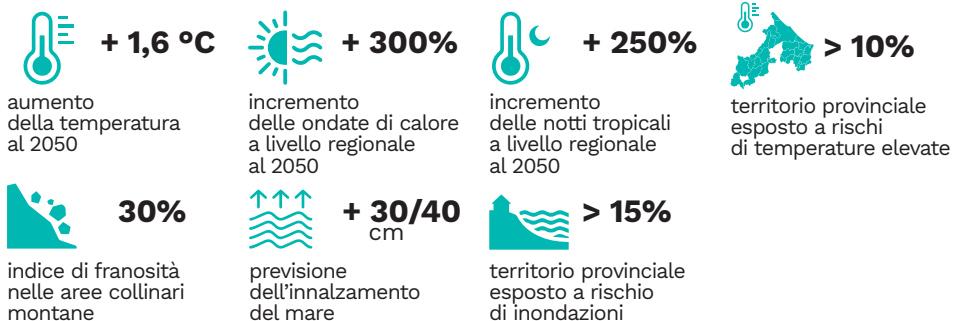 + 1,6 °C
aumento
della temperatura
al 2050
+ 300%
incremento
delle ondate di calore
a livello regionale
al 2050
+ 250%
incremento
delle notti tropicali
a livello regionale
al 2050
> 10%
territorio provinciale
esposto a rischi
di temperature elevate
30%
indice di franosità
nelle aree collinari
montane
+ 30/40
cm
previsione
dell’innalzamento
del mare
> 15%
territorio provinciale
esposto a rischio
di inondazioni